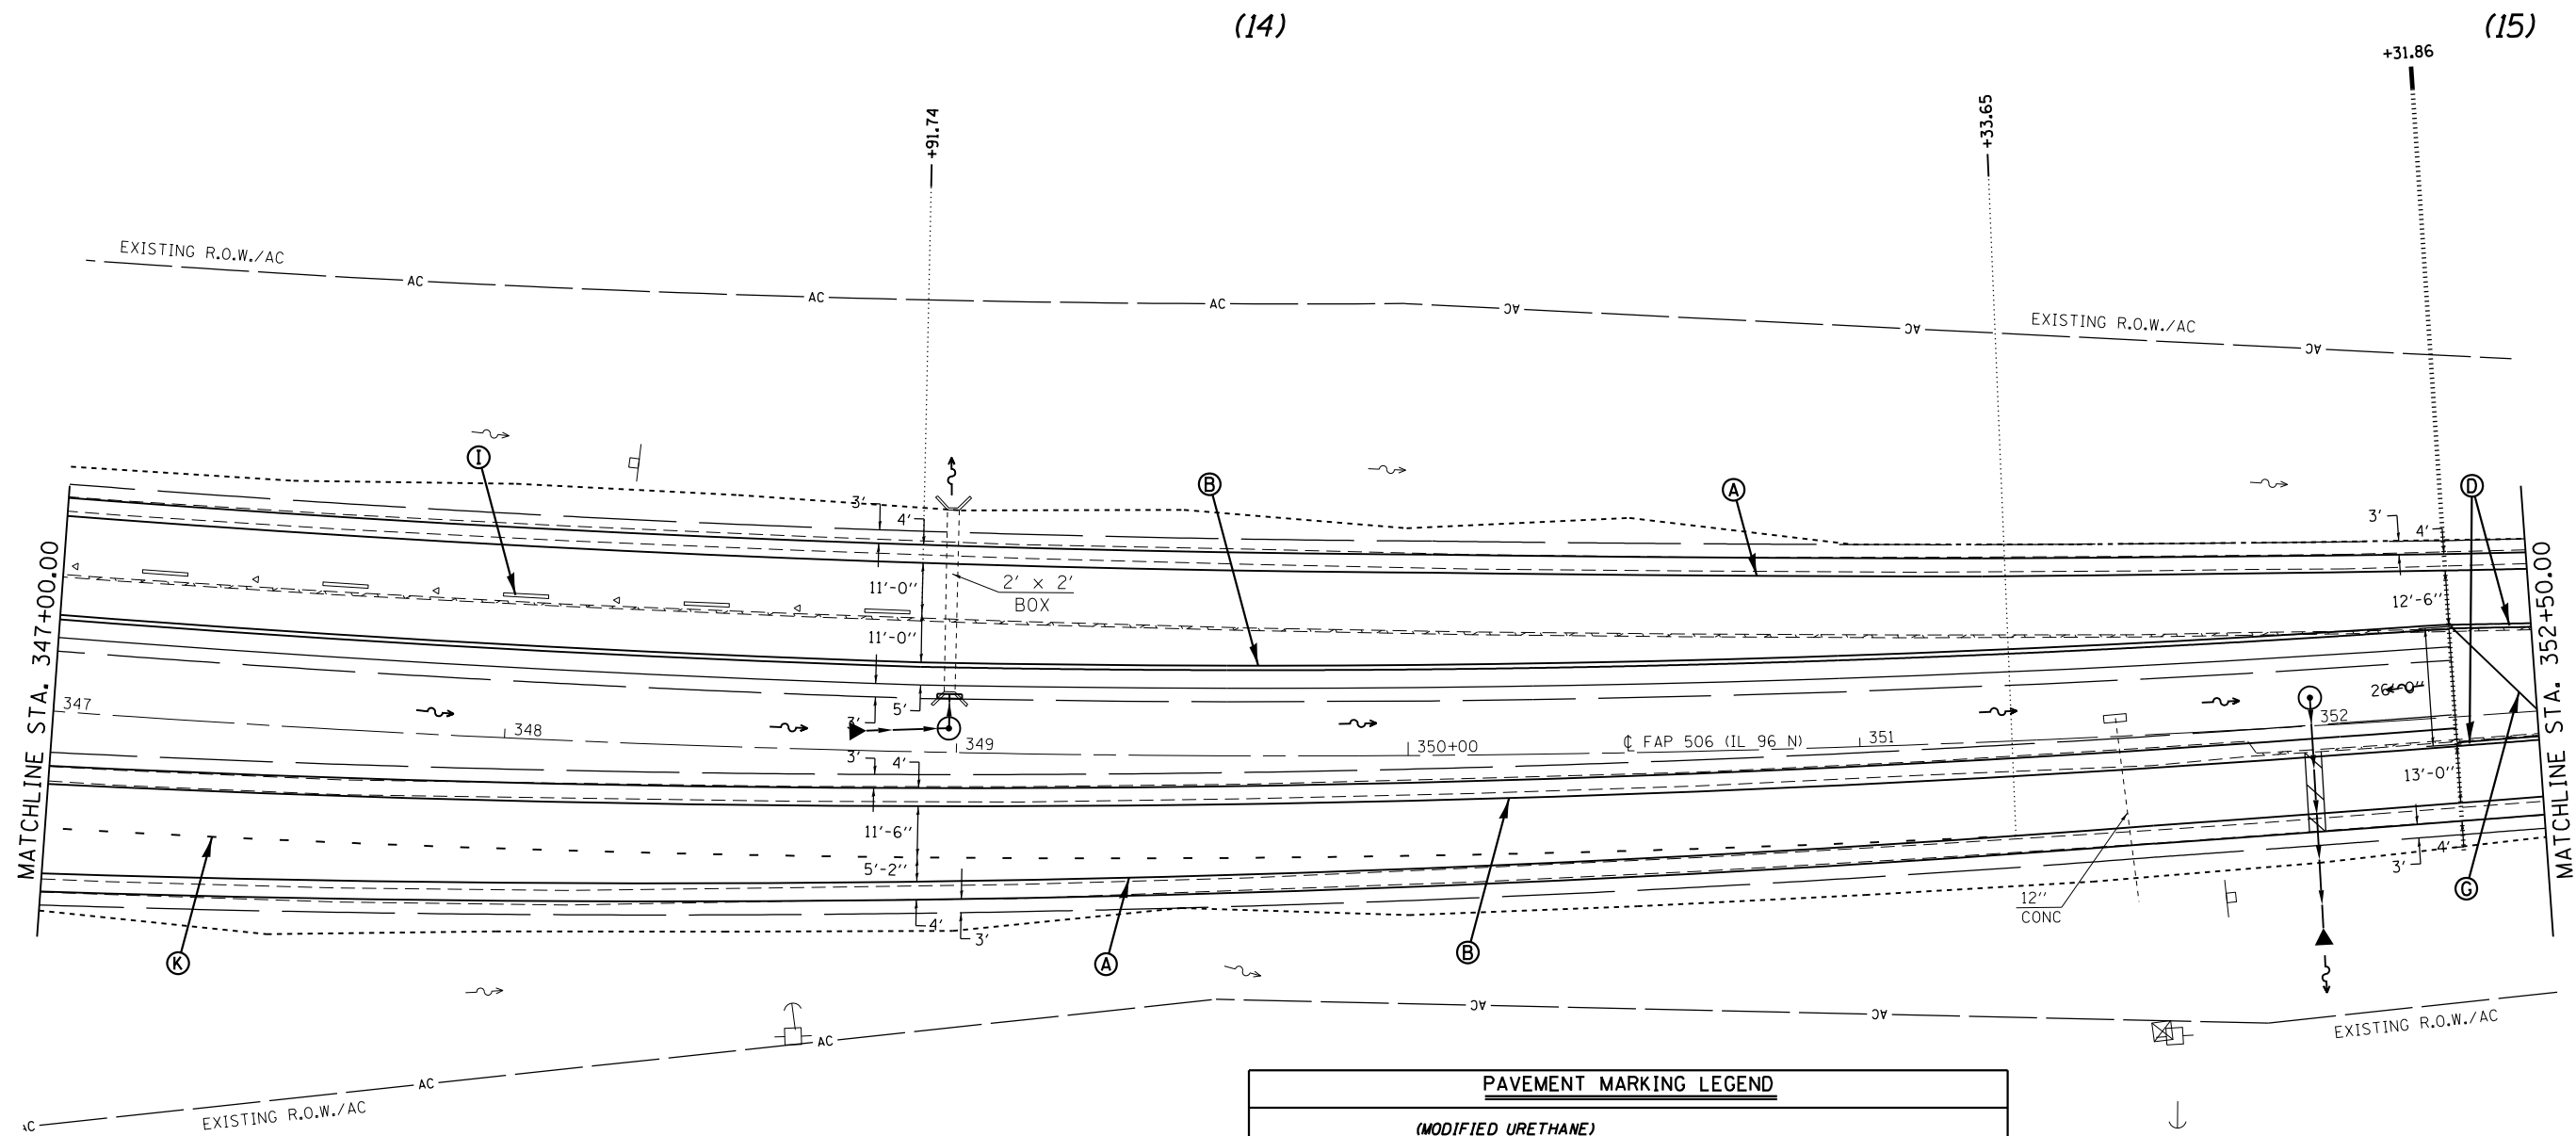 (14)
(15)
+31.86
+91.74
+33.65
EXISTING R.O.W./AC
AC
AC
AC
AC
AC
AC
EXISTING R.O.W./AC
I
B
A
D
3'
4'
3'
4'
11'-0"
2' x 2'
BOX
12'-6"
11'-0"
MATCHLINE STA. 347+00.00
MATCHLINE STA. 352+50.00
347
348
349
350+00
℄ FAP 506 (IL 96 N)
351
352
5'
3'
26'-0"
3'
4'
13'-0"
11'-6"
5'-2"
4'
3'
4'
3'
12"
CONC
G
K
A
B
AC
AC
AC
AC
AC
EXISTING R.O.W./AC
EXISTING R.O.W./AC
PAVEMENT MARKING LEGEND
(MODIFIED URETHANE)